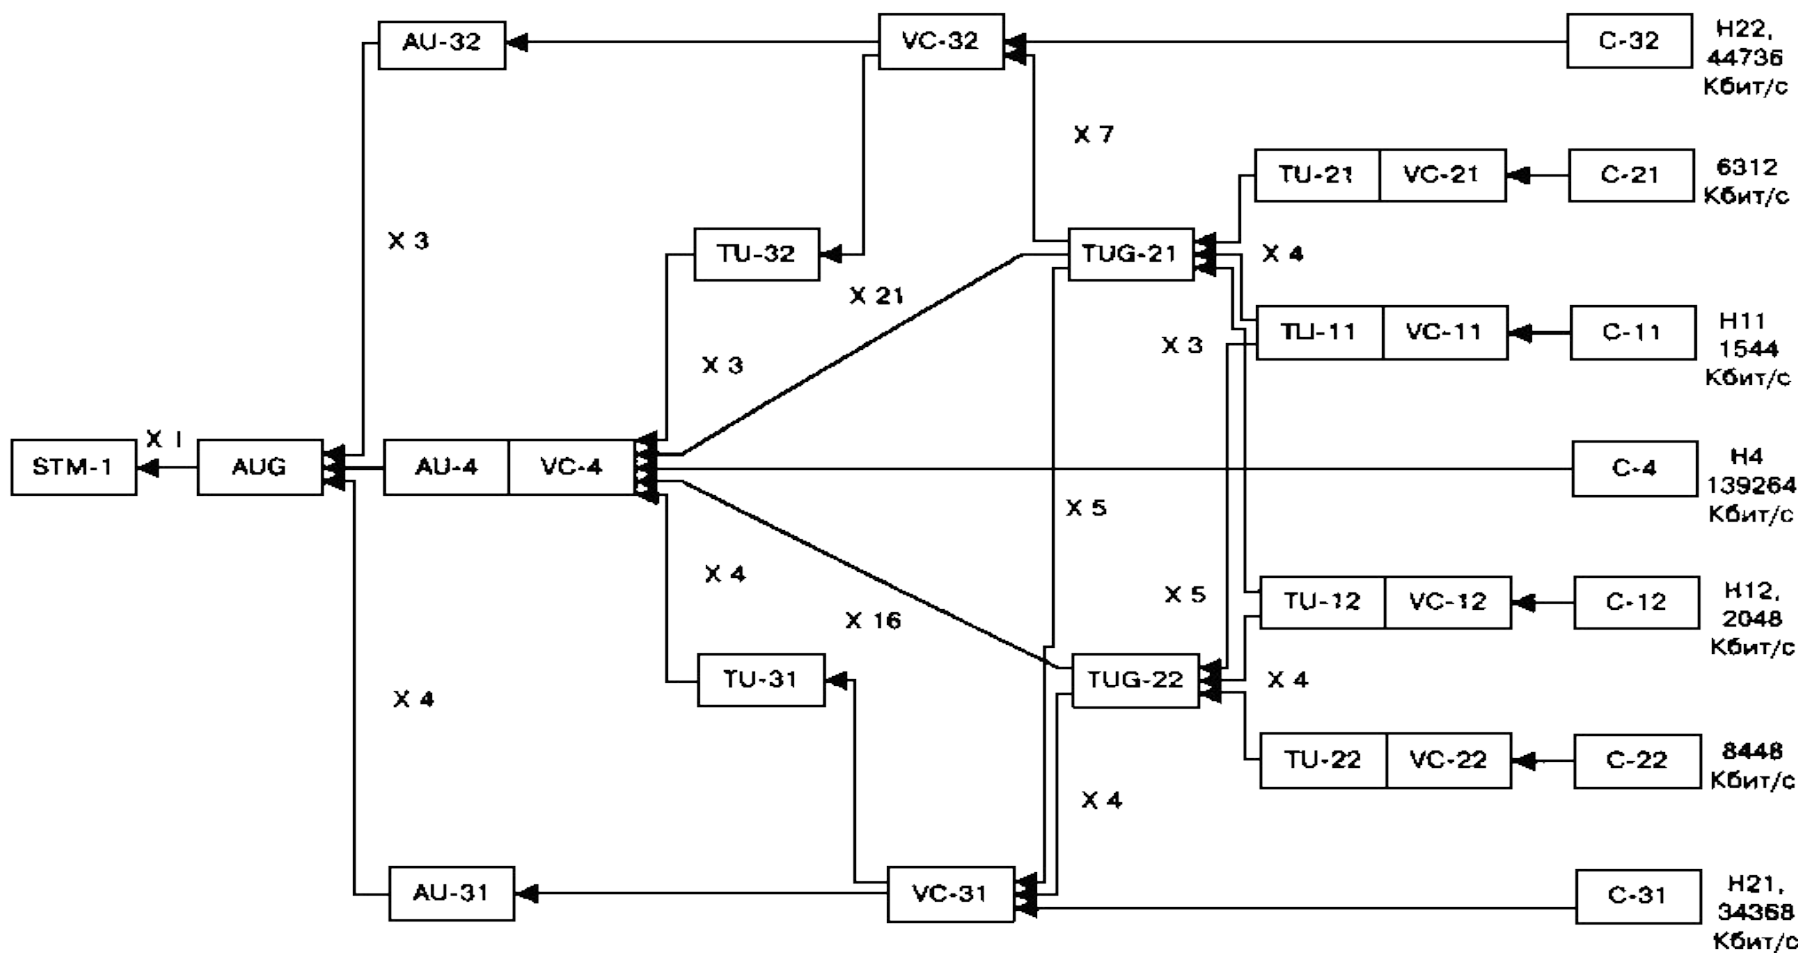 AU-32
VC-32
C-32
H22,
44736
Кбит/с
X 7
TU-21
VC-21
C-21
6312
Кбит/с
X 3
TU-32
TUG-21
X 4
X 21
TU-11
VC-11
C-11
H11
1544
Кбит/с
X 3
X 3
STM-1
X 1
AUG
AU-4
VC-4
C-4
H4
139264
Кбит/с
X 5
X 4
X 5
TU-12
VC-12
C-12
H12,
2048
Кбит/с
X 16
TU-31
TUG-22
X 4
X 4
TU-22
VC-22
C-22
8448
Кбит/с
X 4
AU-31
VC-31
C-31
H21,
34368
Кбит/с